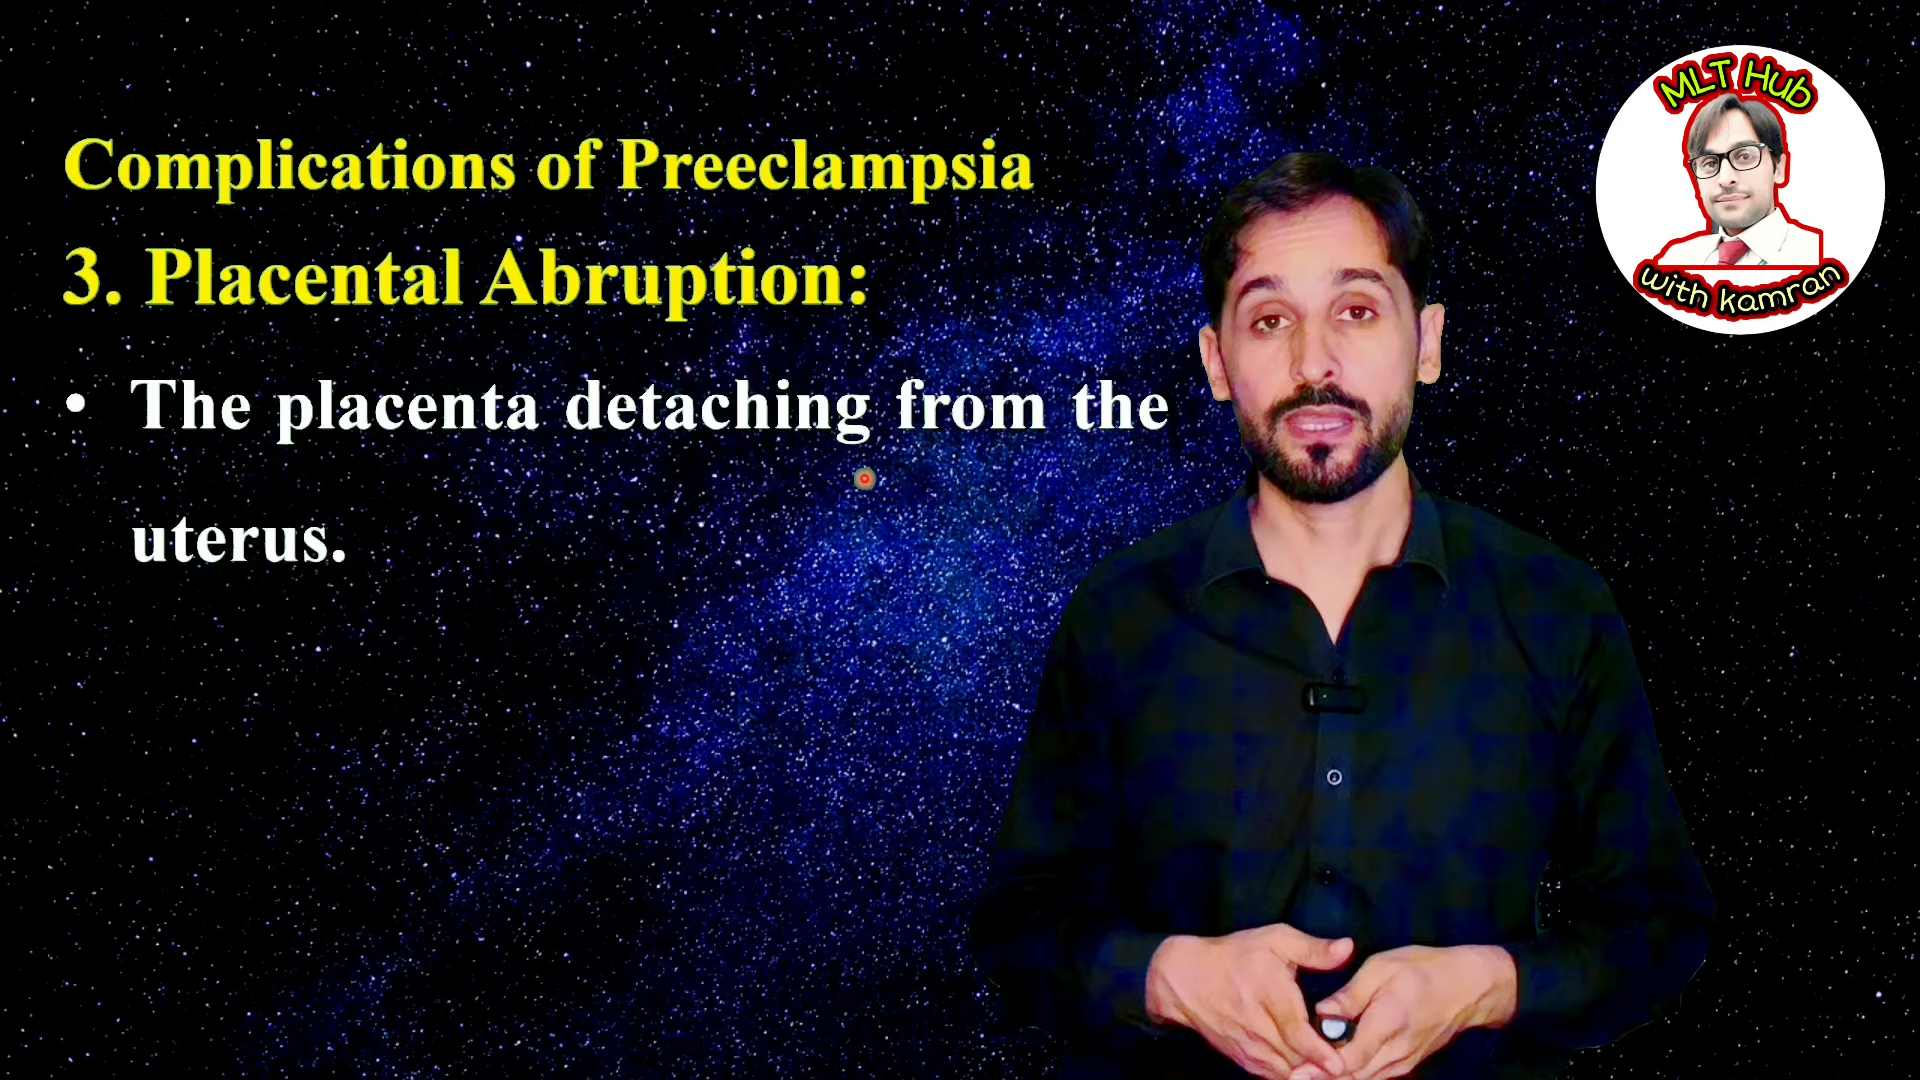 Complications of Preeclampsia
3. Placental Abruption:
• The placenta detaching from the
uterus.
MLT Hub
with kamran